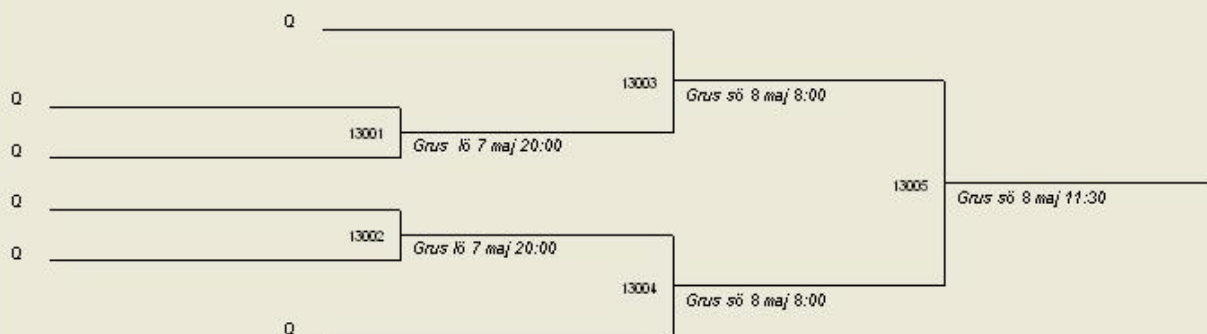 Q
13003
Grus sö 8 maj 8:00
Q
13001
Grus lö 7 maj 20:00
Q
13005
Grus sö 8 maj 11:30
Q
13002
Grus lö 7 maj 20:00
Q
13004
Grus sö 8 maj 8:00
Q